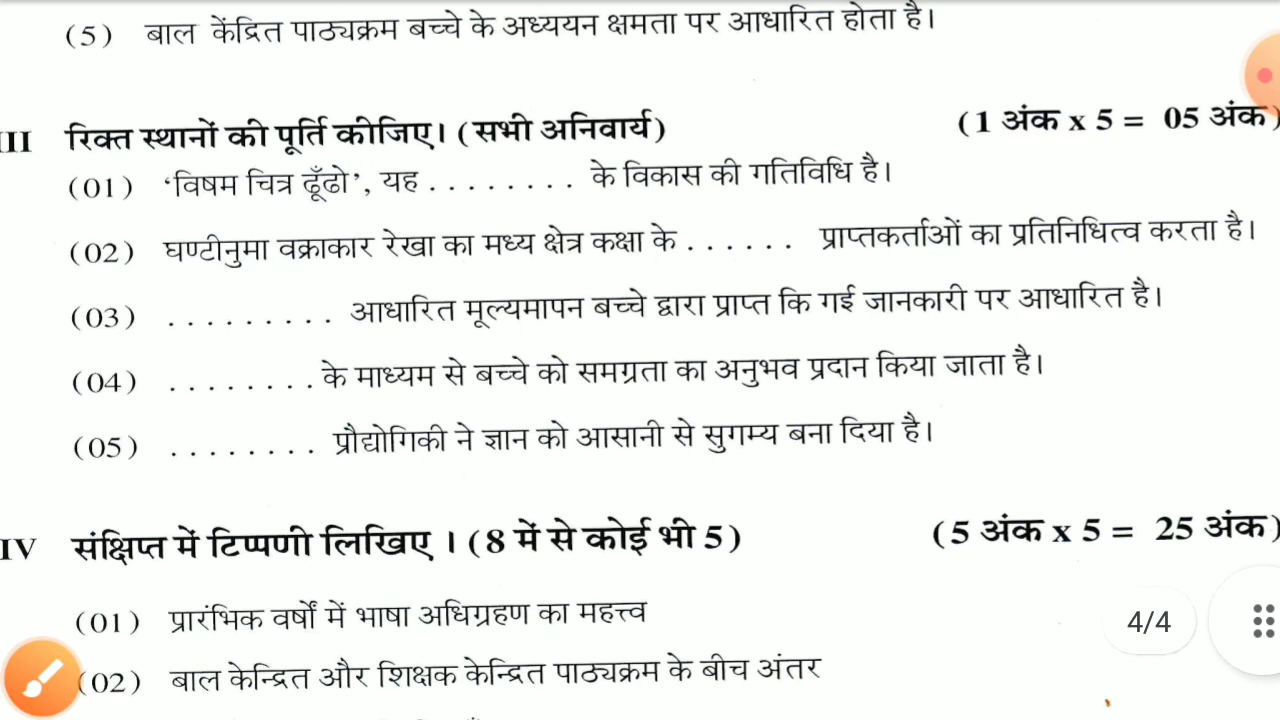 (5) बाल केंद्रित पाठ्यक्रम बच्चे के अध्ययन क्षमता पर आधारित होता है।
III रिक्त स्थानों की पूर्ति कीजिए। (सभी अनिवार्य) (1 अंक x 5 = 05 अंक)
(01) 'विषम चित्र ढूँढो', यह . . . . . . . . के विकास की गतिविधि है।
(02) घण्टीनुमा वक्राकार रेखा का मध्य क्षेत्र कक्षा के . . . . . . प्राप्तकर्ताओं का प्रतिनिधित्व करता है।
(03) . . . . . . . . . आधारित मूल्यमापन बच्चे द्वारा प्राप्त कि गई जानकारी पर आधारित है।
(04) . . . . . . . . के माध्यम से बच्चे को समग्रता का अनुभव प्रदान किया जाता है।
(05) . . . . . . . . प्रौद्योगिकी ने ज्ञान को आसानी से सुगम्य बना दिया है।
IV संक्षिप्त में टिप्पणी लिखिए । (8 में से कोई भी 5) (5 अंक x 5 = 25 अंक)
(01) प्रारंभिक वर्षों में भाषा अधिग्रहण का महत्त्व
4/4
(02) बाल केन्द्रित और शिक्षक केन्द्रित पाठ्यक्रम के बीच अंतर